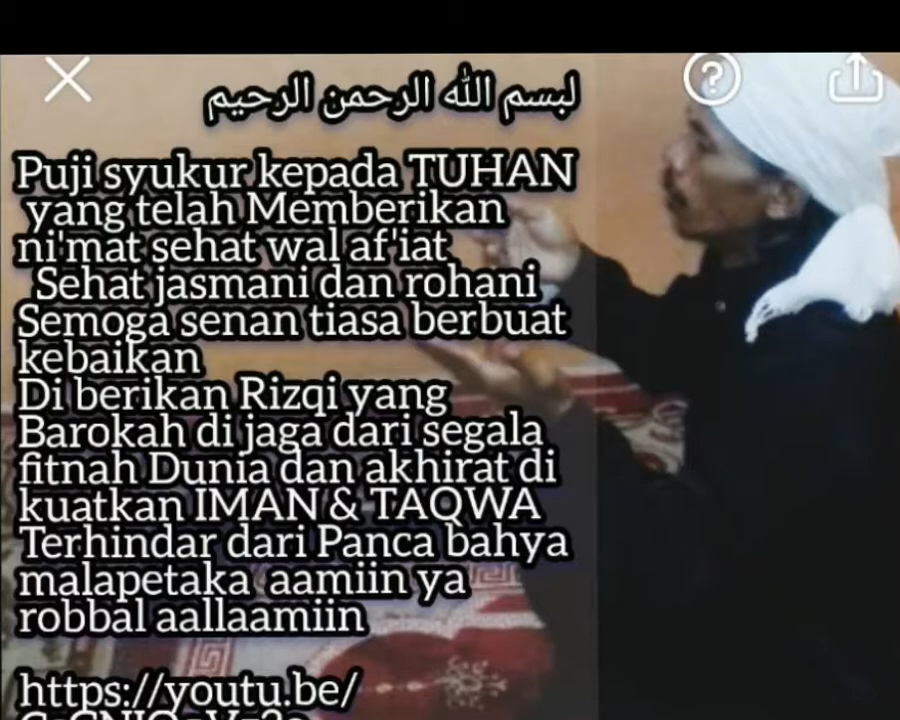 لبسم الله الرحمن الرحيم
Puji syukur kepada TUHAN
yang telah Memberikan
ni'mat sehat wal af'iat
Sehat jasmani dan rohani
Semoga senan tiasa berbuat
kebaikan
Di berikan Rizqi yang
Barokah di jaga dari segala
fitnah Dunia dan akhirat di
kuatkan IMAN & TAQWA
Terhindar dari Panca bahya
malapetaka aamiin ya
robbal aallaamiin
https://youtu.be/